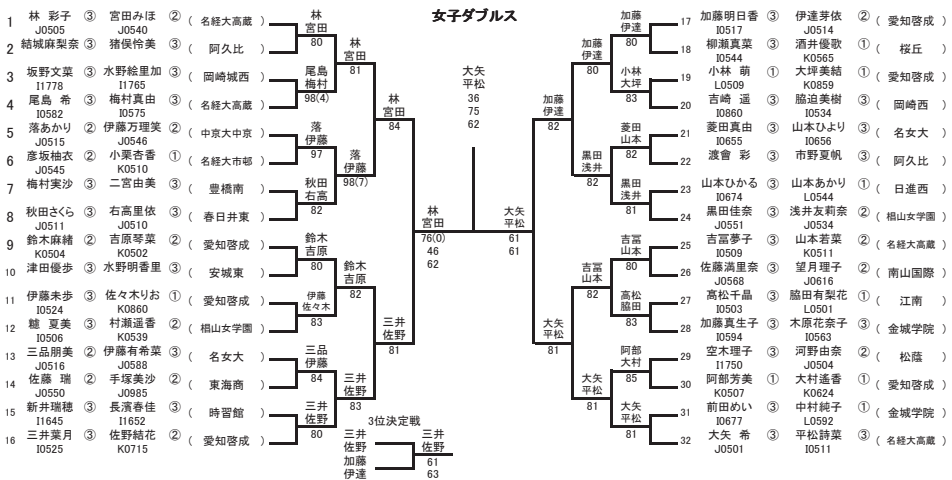 女子ダブルス
1 林 彩子 ③ 宮田みほ ② ( 名経大高蔵 )
J0505 J0540
2 結城麻梨奈 ③ 猪俣怜美 ③ ( 阿久比 )
3 坂野文菜 ③ 水野絵里加 ③ ( 岡崎城西 )
I1778 I1765
4 尾島 希 ③ 梅村真由 ③ ( 名経大高蔵 )
I0582 I0575
5 落あかり ② 伊藤万理笑 ② ( 中京大中京 )
J0515 J0546
6 彦坂柚衣 ② 小栗杏香 ① ( 名経大市邨 )
J0545 K0510
7 梅村実沙 ③ 二宮由美 ③ ( 豊橋南 )
8 秋田さくら ③ 右高里依 ③ ( 春日井東 )
J0511 J0510
9 鈴木麻緒 ② 吉原琴菜 ② ( 愛知啓成 )
K0504 K0502
10 津田優歩 ③ 水野明香里 ③ ( 安城東 )
11 伊藤未歩 ③ 佐々木りお ① ( 愛知啓成 )
I0524 K0860
12 夏美 ③ 村瀬遥香 ② ( 椙山女学園 )
I0506 K0539
13 三品朋美 ② 伊藤有希菜 ③ ( 名女大 )
J0516 J0588
14 佐藤 瑞 ② 手塚美沙 ② ( 東海商 )
J0550 J0985
15 新井瑞穂 ③ 長濱春佳 ③ ( 時習館 )
I1645 I1652
16 三井葉月 ③ 佐野結花 ② ( 愛知啓成 )
I0525 K0715
林
宮田
80
尾島
梅村
98(4)
落
伊藤
97
秋田
右高
82
鈴木
吉原
80
伊藤
佐々木
83
三品
伊藤
84
三井
佐野
80
林
宮田
81
落
伊藤
98(7)
鈴木
吉原
82
三井
佐野
83
林
宮田
84
三井
佐野
81
林
宮田
76(0)
46
62
大矢
平松
36
75
62
大矢
平松
61
61
加藤
伊達
82
大矢
平松
81
加藤
伊達
80
黒田
浅井
82
吉冨
山本
82
大矢
平松
81
加藤
伊達
80
小林
大坪
83
菱田
山本
82
黒田
浅井
81
吉冨
山本
80
高松
脇田
83
阿部
大村
85
大矢
平松
81
17 加藤明日香 ③ 伊達芽依 ② ( 愛知啓成 )
I0517 J0514
18 柳瀬真菜 ③ 酒井優歌 ① ( 桜丘 )
I0544 K0565
19 小林 萌 ① 大坪美結 ① ( 愛知啓成 )
L0509 K0859
20 吉崎 遥 ③ 脇迫美樹 ③ ( 岡崎西 )
I0860 I0534
21 菱田真由 ③ 山本ひより ③ ( 名女大 )
I0655 I0656
22 渡會 彩 ③ 市野夏帆 ③ ( 阿久比 )
23 山本ひかる ③ 山本あかり ① ( 日進西 )
I0674 L0544
24 黒田佳奈 ③ 浅井友莉奈 ② ( 椙山女学園 )
J0551 J0534
25 吉冨夢子 ③ 山本若菜 ② ( 名経大高蔵 )
I0509 K0511
26 佐藤満里奈 ③ 望月理子 ② ( 南山国際 )
J0568 J0616
27 髙松千晶 ③ 脇田有梨花 ① ( 江南 )
I0503 L0501
28 加藤真生子 ③ 木原花奈子 ③ ( 金城学院 )
I0594 I0563
29 空木理子 ③ 河野由奈 ② ( 松蔭 )
I1750 J0504
30 阿部芳美 ① 大村遙香 ① ( 愛知啓成 )
K0507 K0624
31 前田めい ③ 中村純子 ① ( 金城学院 )
I0677 L0592
32 大矢 希 ③ 平松詩菜 ③ ( 名経大高蔵 )
J0501 I0511
3位決定戦
三井
佐野
加藤
伊達
三井
佐野
61
63